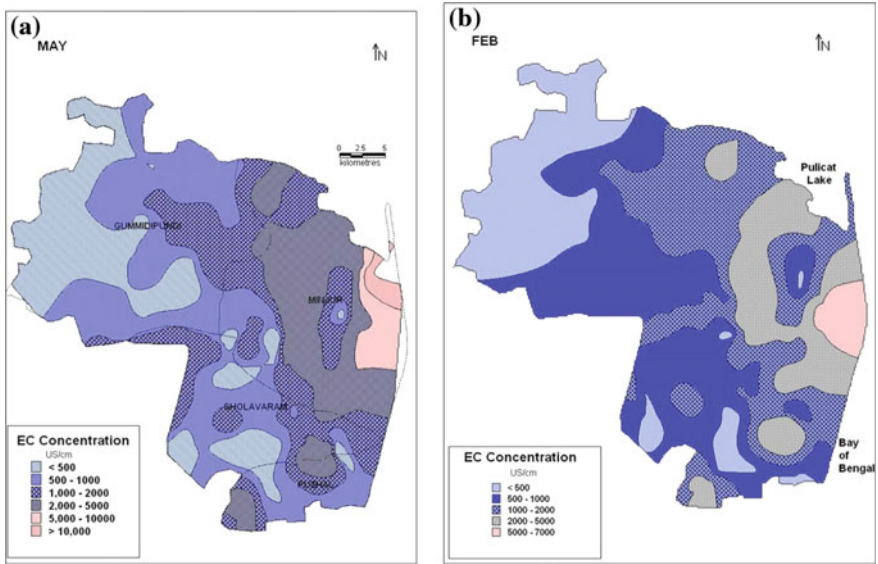 (a)
MAY
N
0 2.5 5
kilometres
GUMMIDIPUNDI
MINJUR
SHOLAVARAM
PUZHAL
EC Concentration
US/cm
< 500
500 - 1000
1,000 - 2000
2,000 - 5000
5,000 - 10000
> 10,000
(b)
FEB
N
Pulicat
Lake
Bay
of
Bengal
EC Concentration
US/cm
< 500
500 - 1000
1000 - 2000
2000 - 5000
5000 - 7000